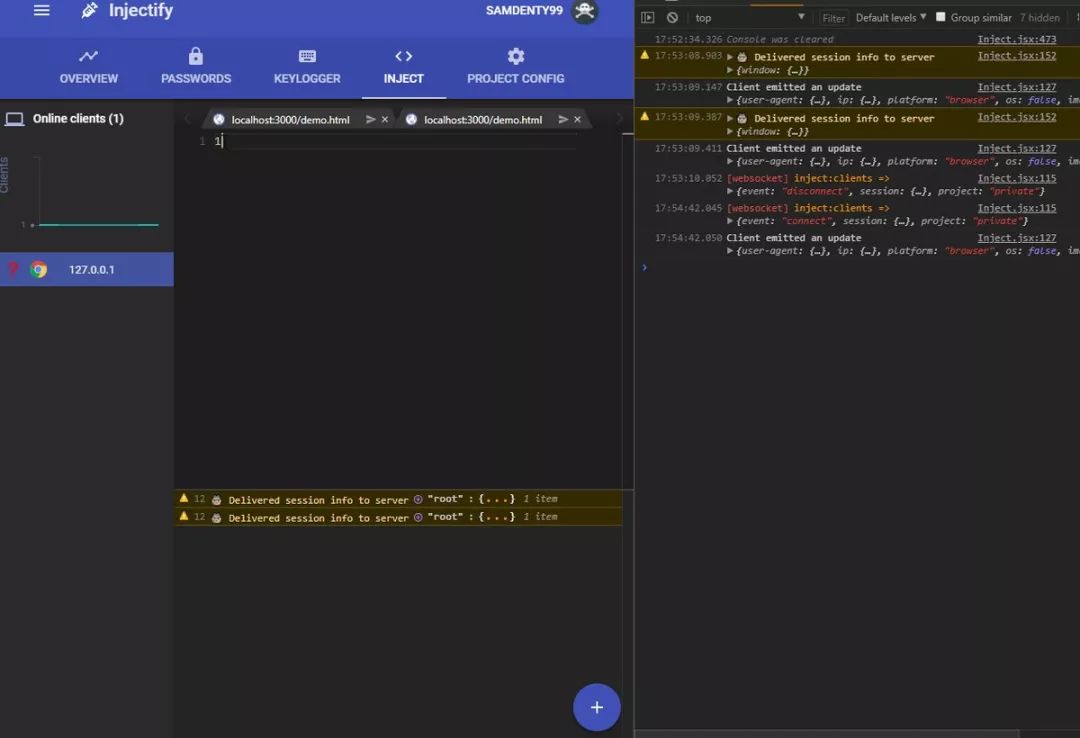 Injectify
SAMDENTY99
OVERVIEW
PASSWORDS
KEYLOGGER
INJECT
PROJECT CONFIG
Online clients (1)
Clients
1
127.0.0.1
localhost:3000/demo.html
localhost:3000/demo.html
1 1
12 Delivered session info to server "root" : {...} 1 item
12 Delivered session info to server "root" : {...} 1 item
+
top Filter Default levels Group similar 7 hidden
17:52:34.326 Console was cleared Inject.jsx:473
17:53:08.903 Delivered session info to server Inject.jsx:152
{window: {…}}
17:53:09.147 Client emitted an update Inject.jsx:127
{user-agent: {…}, ip: {…}, platform: "browser", os: false, im
17:53:09.387 Delivered session info to server Inject.jsx:152
{window: {…}}
17:53:09.411 Client emitted an update Inject.jsx:127
{user-agent: {…}, ip: {…}, platform: "browser", os: false, im
17:53:10.052 [websocket] inject:clients => Inject.jsx:115
{event: "disconnect", session: {…}, project: "private"}
17:54:42.045 [websocket] inject:clients => Inject.jsx:115
{event: "connect", session: {…}, project: "private"}
17:54:42.050 Client emitted an update Inject.jsx:127
{user-agent: {…}, ip: {…}, platform: "browser", os: false, im